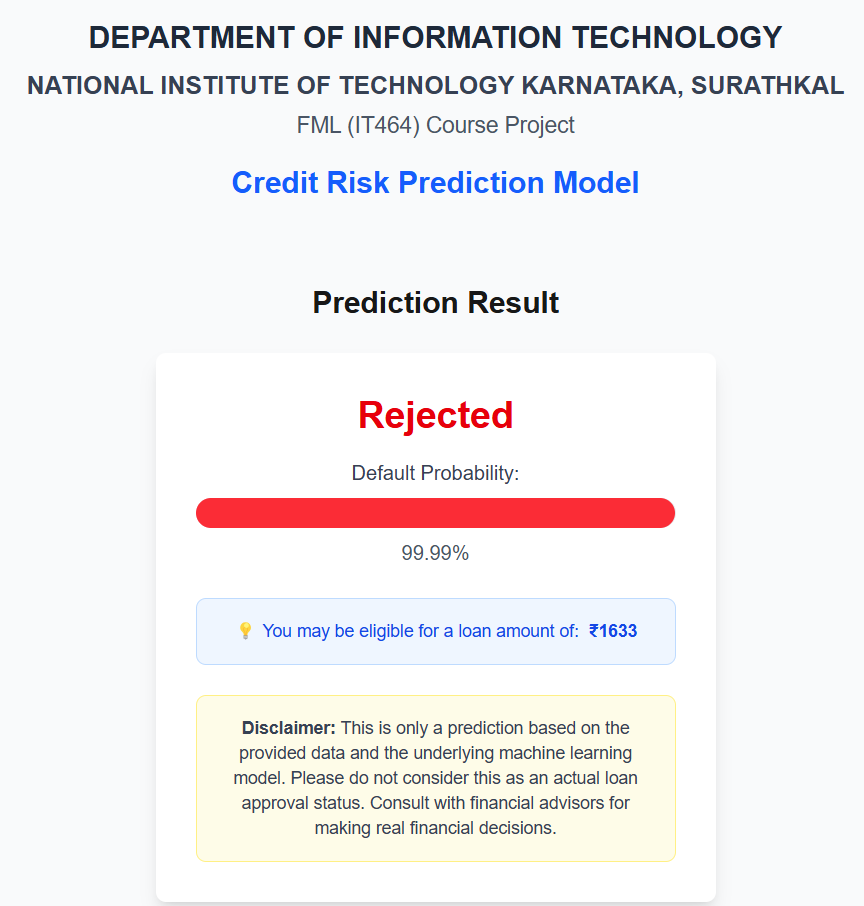 DEPARTMENT OF INFORMATION TECHNOLOGY
NATIONAL INSTITUTE OF TECHNOLOGY KARNATAKA, SURATHKAL
FML (IT464) Course Project
Credit Risk Prediction Model
Prediction Result
Rejected
Default Probability:
99.99%
💡 You may be eligible for a loan amount of: ₹1633
Disclaimer: This is only a prediction based on the
provided data and the underlying machine learning
model. Please do not consider this as an actual loan
approval status. Consult with financial advisors for
making real financial decisions.